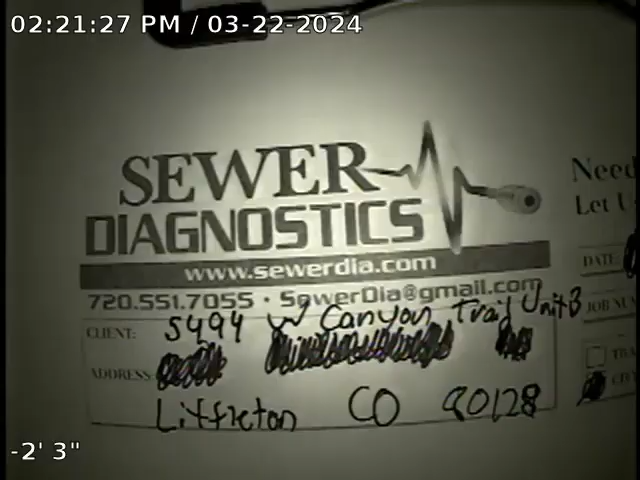 02:21:27 PM / 03-22-2024
SEWER
DIAGNOSTICS
www.sewerdia.com
720.551.7055 • SewerDia@gmail.com
Need
Let U
DATE
JOB NU
CLIENT: 5494 W Canyon Trail Unit B
ADDRESS:
Littleton CO 80128
-2' 3"